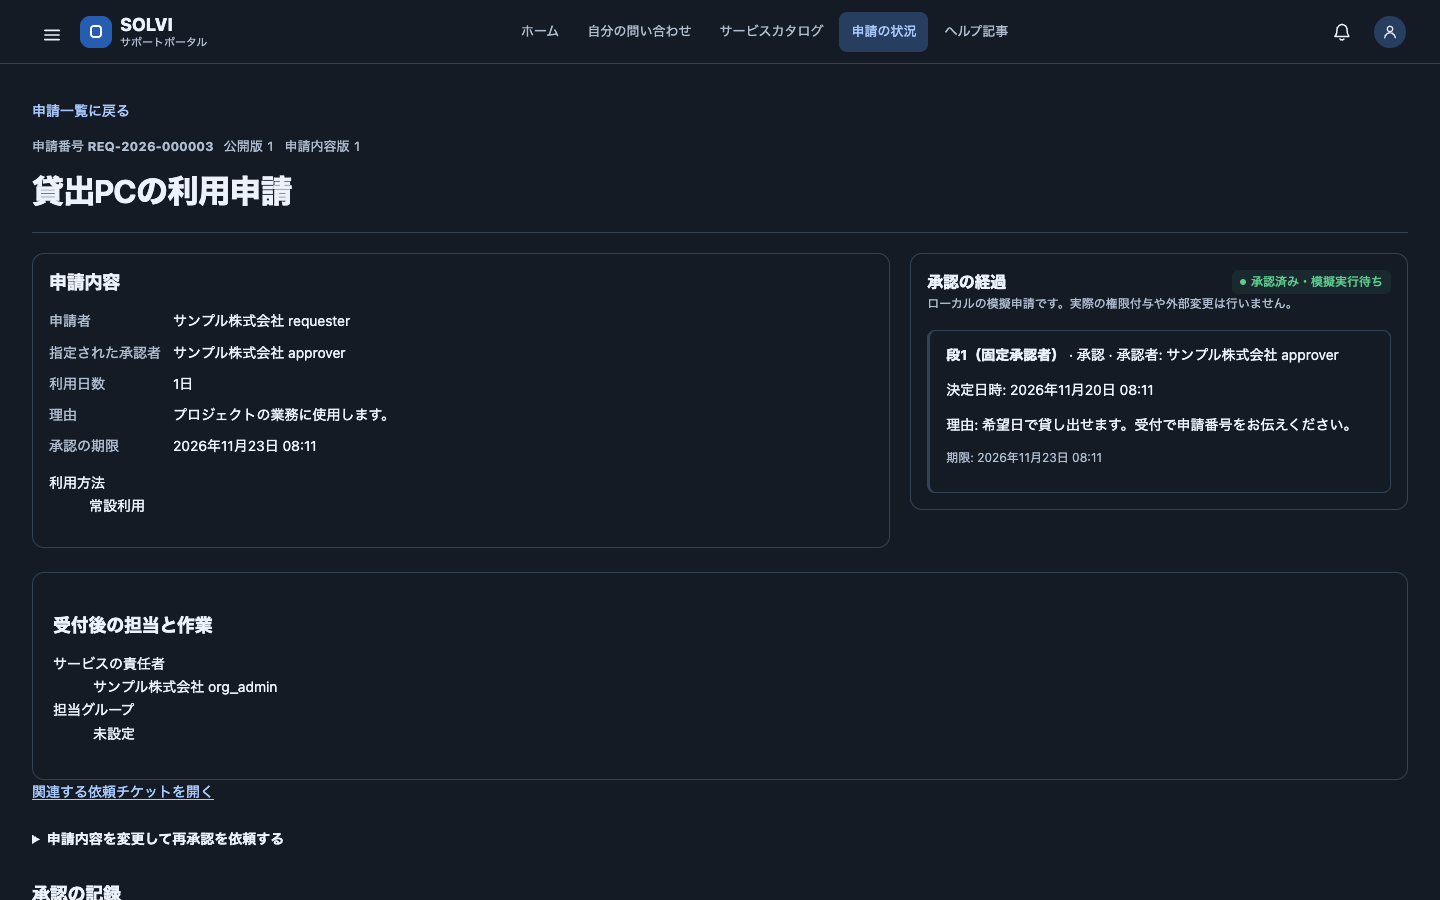 SOLVI
サポートポータル
ホーム
自分の問い合わせ
サービスカタログ
申請の状況
ヘルプ記事
申請一覧に戻る
申請番号 REQ-2026-000003 公開版 1 申請内容版 1
貸出PCの利用申請
申請内容
申請者 サンプル株式会社 requester
指定された承認者 サンプル株式会社 approver
利用日数 1日
理由 プロジェクトの業務に使用します。
承認の期限 2026年11月23日 08:11
利用方法
常設利用
承認の経過
承認済み・模擬実行待ち
ローカルの模擬申請です。実際の権限付与や外部変更は行いません。
段1（固定承認者） · 承認 · 承認者: サンプル株式会社 approver
決定日時: 2026年11月20日 08:11
理由: 希望日で貸し出せます。受付で申請番号をお伝えください。
期限: 2026年11月23日 08:11
受付後の担当と作業
サービスの責任者
サンプル株式会社 org_admin
担当グループ
未設定
関連する依頼チケットを開く
申請内容を変更して再承認を依頼する
承認の記録